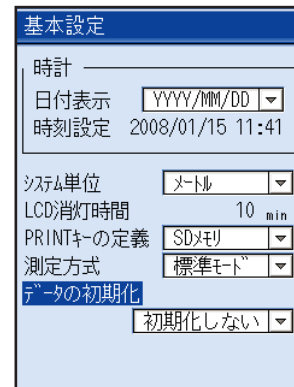 基本設定
時計
日付表示 YYYY/MM/DD
時刻設定 2008/01/15 11:41
ｼｽﾃﾑ単位 ﾒｰﾄﾙ
LCD消灯時間 10 min
PRINTｷｰの定義 SDﾒﾓﾘ
測定方式 標準ﾓｰﾄﾞ
ﾃﾞｰﾀの初期化
初期化しない